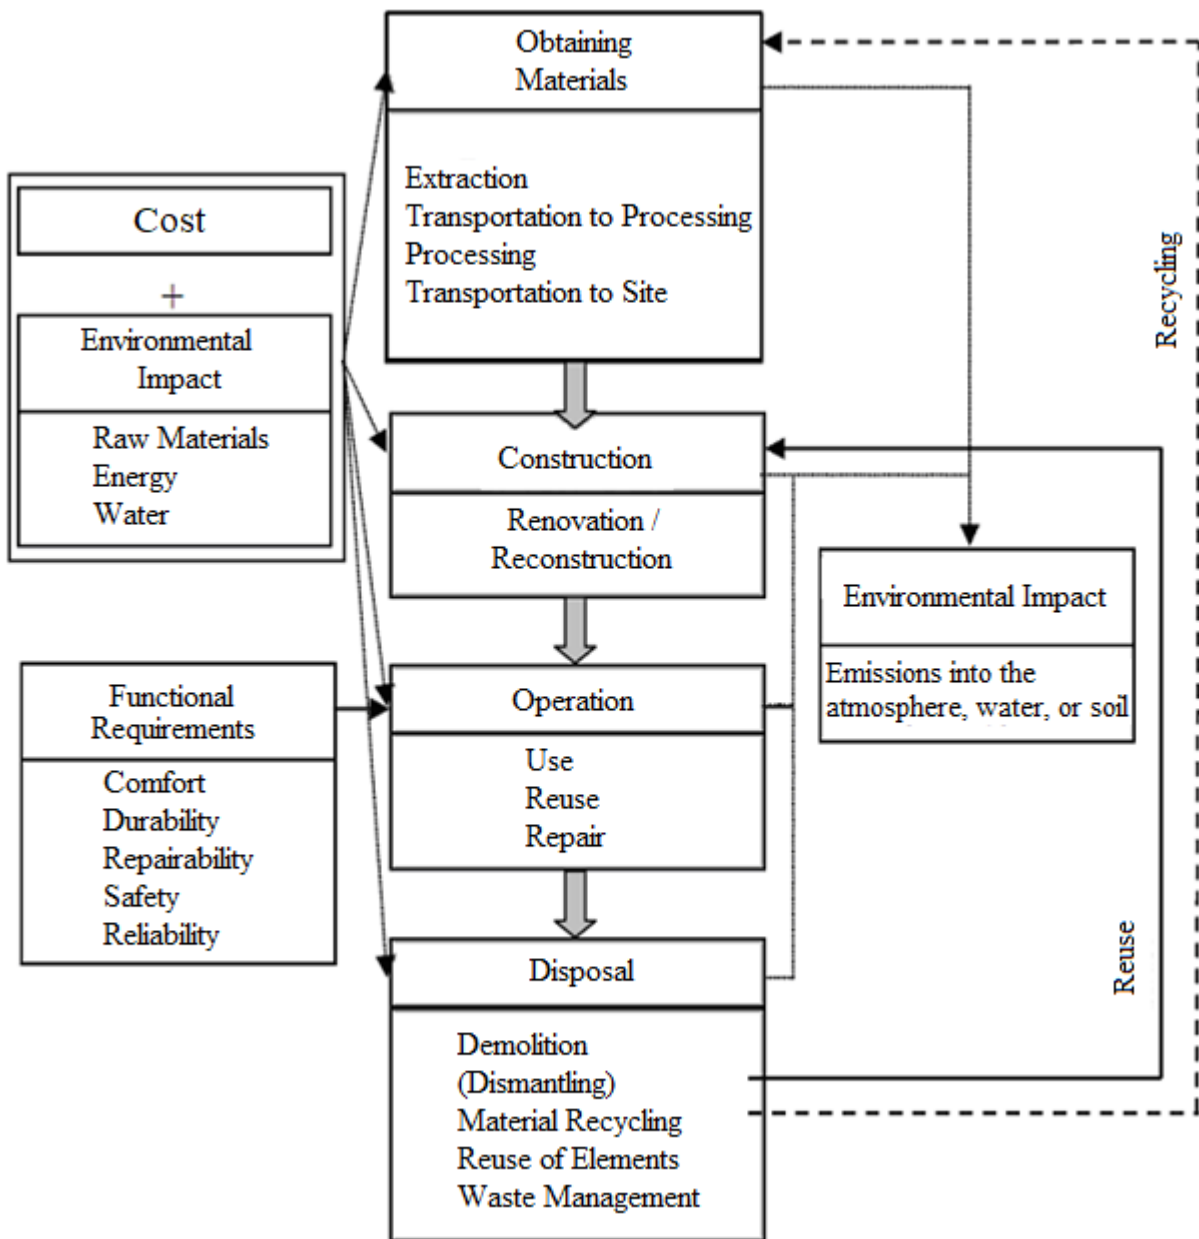 Obtaining
Materials
Extraction
Transportation to Processing
Processing
Transportation to Site
Cost
+
Environmental
Impact
Raw Materials
Energy
Water
Construction
Renovation /
Reconstruction
Functional
Requirements
Comfort
Durability
Repairability
Safety
Reliability
Operation
Use
Reuse
Repair
Disposal
Demolition
(Dismantling)
Material Recycling
Reuse of Elements
Waste Management
Environmental Impact
Emissions into the
atmosphere, water, or soil
Recycling
Reuse